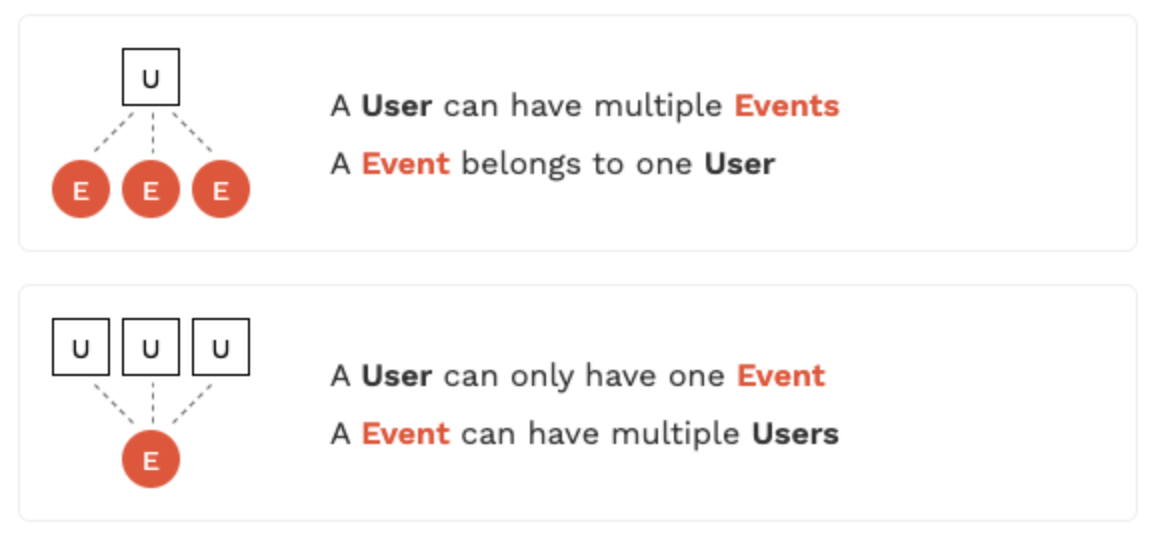 U
A User can have multiple Events
A Event belongs to one User
E E E
U U U
A User can only have one Event
A Event can have multiple Users
E